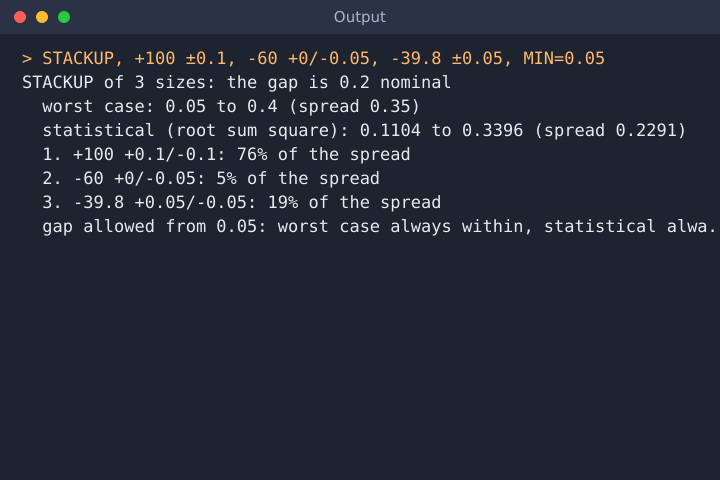 Output
> STACKUP, +100 ±0.1, -60 +0/-0.05, -39.8 ±0.05, MIN=0.05
STACKUP of 3 sizes: the gap is 0.2 nominal
worst case: 0.05 to 0.4 (spread 0.35)
statistical (root sum square): 0.1104 to 0.3396 (spread 0.2291)
1. +100 +0.1/-0.1: 76% of the spread
2. -60 +0/-0.05: 5% of the spread
3. -39.8 +0.05/-0.05: 19% of the spread
gap allowed from 0.05: worst case always within, statistical alwa.